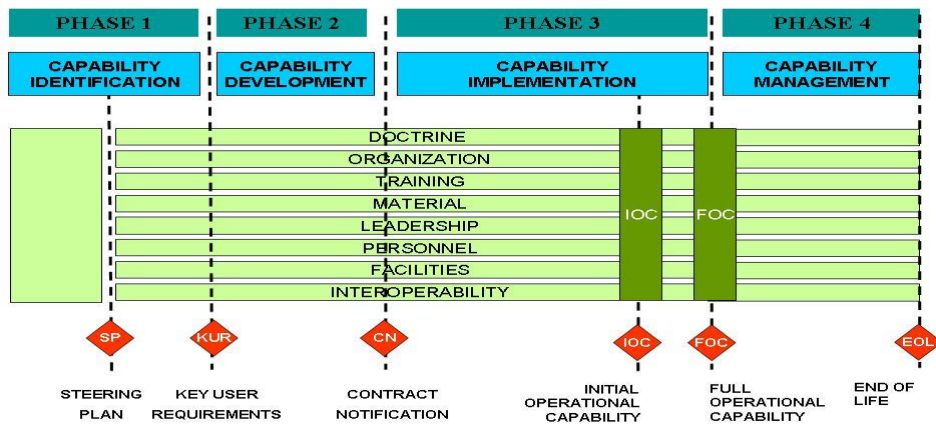 PHASE 1
PHASE 2
PHASE 3
PHASE 4
CAPABILITY
IDENTIFICATION
CAPABILITY
DEVELOPMENT
CAPABILITY
IMPLEMENTATION
CAPABILITY
MANAGEMENT
DOCTRINE
ORGANIZATION
TRAINING
MATERIAL
LEADERSHIP
PERSONNEL
FACILITIES
INTEROPERABILITY
IOC
FOC
SP
KUR
CN
IOC
FOC
EOL
STEERING
PLAN
KEY USER
REQUIREMENTS
CONTRACT
NOTIFICATION
INITIAL
OPERATIONAL
CAPABILITY
FULL
OPERATIONAL
CAPABILITY
END OF
LIFE